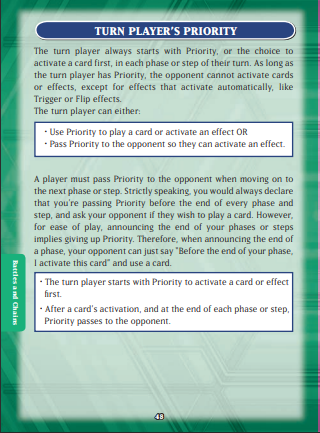 TURN PLAYER'S PRIORITY
The turn player always starts with Priority, or the choice to
activate a card first, in each phase or step of their turn. As long as
the turn player has Priority, the opponent cannot activate cards
or effects, except for effects that activate automatically, like
Trigger or Flip effects.
The turn player can either:
• Use Priority to play a card or activate an effect OR
• Pass Priority to the opponent so they can activate an effect.
A player must pass Priority to the opponent when moving on to
the next phase or step. Strictly speaking, you would always declare
that you're passing Priority before the end of every phase and
step, and ask your opponent if they wish to play a card. However,
for ease of play, announcing the end of your phases or steps
implies giving up Priority. Therefore, when announcing the end of
a phase, your opponent can just say "Before the end of your phase,
I activate this card" and use a card.
• The turn player starts with Priority to activate a card or effect
first.
• After a card's activation, and at the end of each phase or step,
Priority passes to the opponent.
Battles and Chains
43